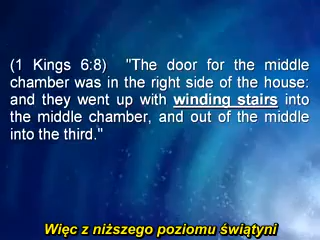 (1 Kings 6:8) "The door for the middle
chamber was in the right side of the house:
and they went up with winding stairs into
the middle chamber, and out of the middle
into the third."
Więc z niższego poziomu świątyni